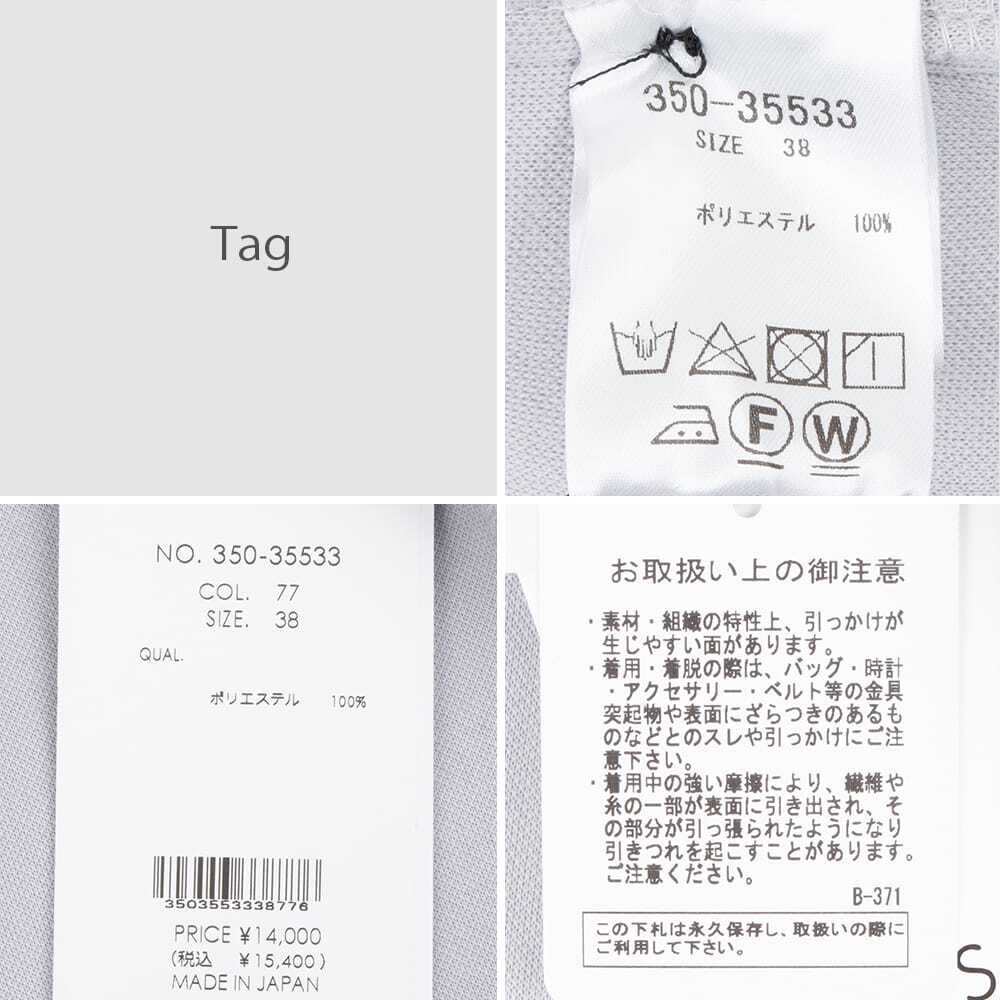 Tag
350-35533
SIZE 38
ポリエステル 100%
F W
NO. 350-35533
COL. 77
SIZE. 38
QUAL.
ポリエステル 100%
3503553338776
PRICE ¥14,000
(税込 ¥15,400)
MADE IN JAPAN
お取扱い上の御注意
・素材・組織の特性上、引っかけが
生じやすい面があります。
・着用・着脱の際は、バッグ・時計
・アクセサリー・ベルト等の金具
突起物や表面にざらつきのあるも
のなどとのスレや引っかけにご注
意下さい。
・着用中の強い摩擦により、繊維や
糸の一部が表面に引き出され、そ
の部分が引っ張られたようになり
引きつれを起こすことがあります。
ご注意ください。
B-371
この下札は永久保存し、取扱いの際に
ご利用して下さい。
S